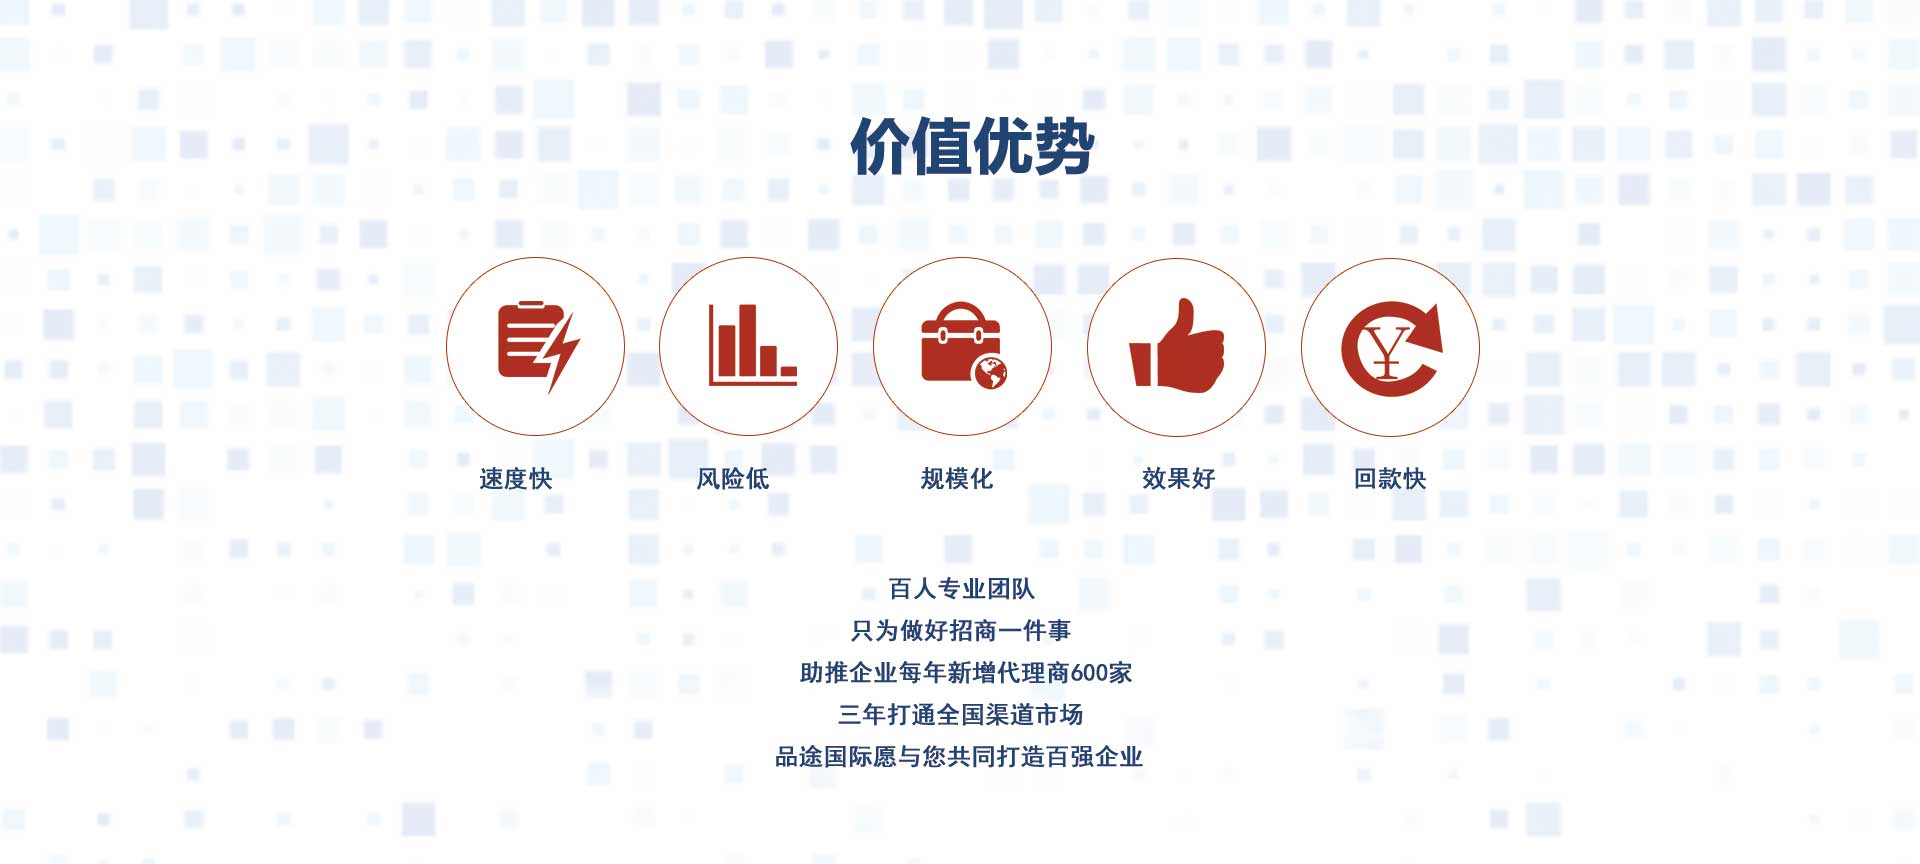 价值优势
速度快 风险低 规模化 效果好 回款快
百人专业团队
只为做好招商一件事
助推企业每年新增代理商600家
三年打通全国渠道市场
品途国际愿与您共同打造百强企业